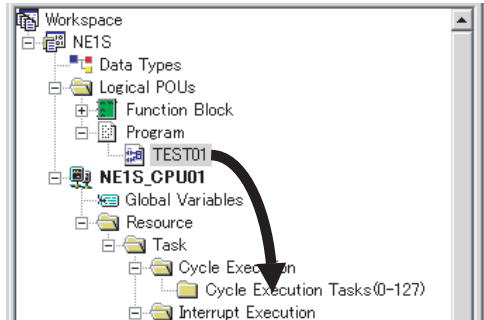 Workspace
NE1S
Data Types
Logical POUs
Function Block
Program
TEST01
NE1S_CPU01
Global Variables
Resource
Task
Cycle Execution
Cycle Execution Tasks(0-127)
Interrupt Execution